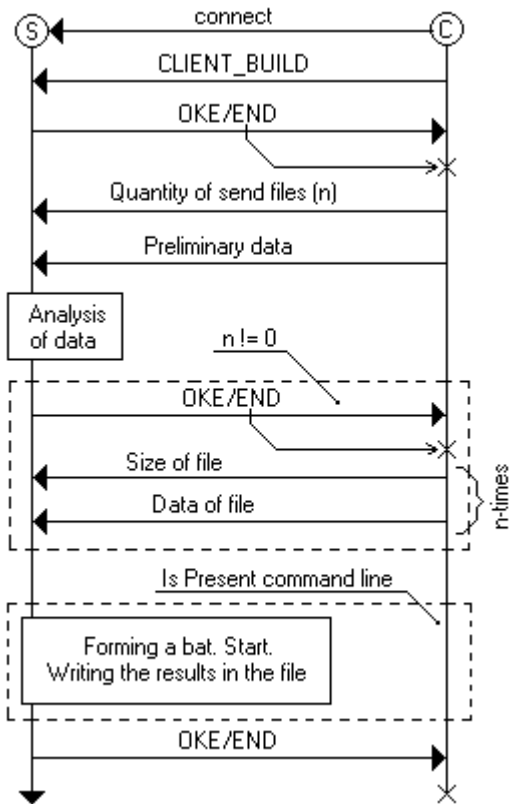 connect
S
C
CLIENT_BUILD
OKE/END
Quantity of send files (n)
Preliminary data
Analysis
of data
n != 0
OKE/END
Size of file
Data of file
n-times
Is Present command line
Forming a bat. Start.
Writing the results in the file
OKE/END